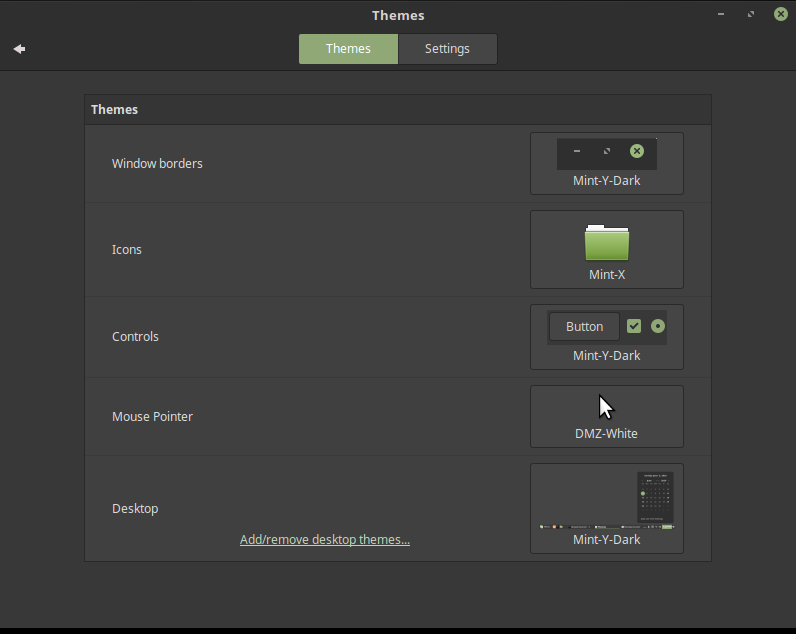 Themes
Themes
Settings
Themes
Window borders
Mint-Y-Dark
Icons
Mint-X
Controls
Button
Mint-Y-Dark
Mouse Pointer
DMZ-White
Desktop
Add/remove desktop themes...
Mint-Y-Dark